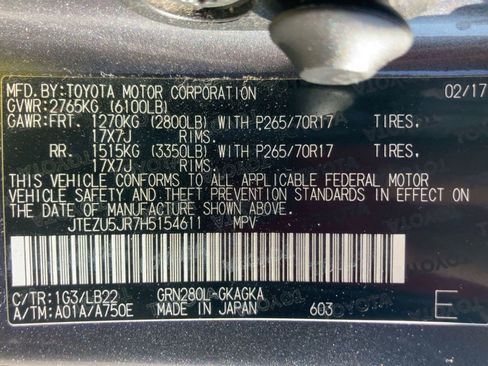 MFD.BY:TOYOTA MOTOR CORPORATION 02/17
GVWR:2765KG (6100LB)
GAWR:FRT. 1270KG (2800LB) WITH P265/70R17 TIRES,
17X7J RIMS.
RR. 1515KG (3350LB) WITH P265/70R17 TIRES,
17X7J RIMS.
THIS VEHICLE CONFORMS TO ALL APPLICABLE FEDERAL MOTOR
VEHICLE SAFETY AND THEFT PREVENTION STANDARDS IN EFFECT
ON THE DATE OF MANUFACTURE SHOWN ABOVE.
JTEZU5JR7H5154611 MPV
C/TR:1G3/LB22 GRN280L-GKAGKA
A/TM:A01A/A750E MADE IN JAPAN 603 E